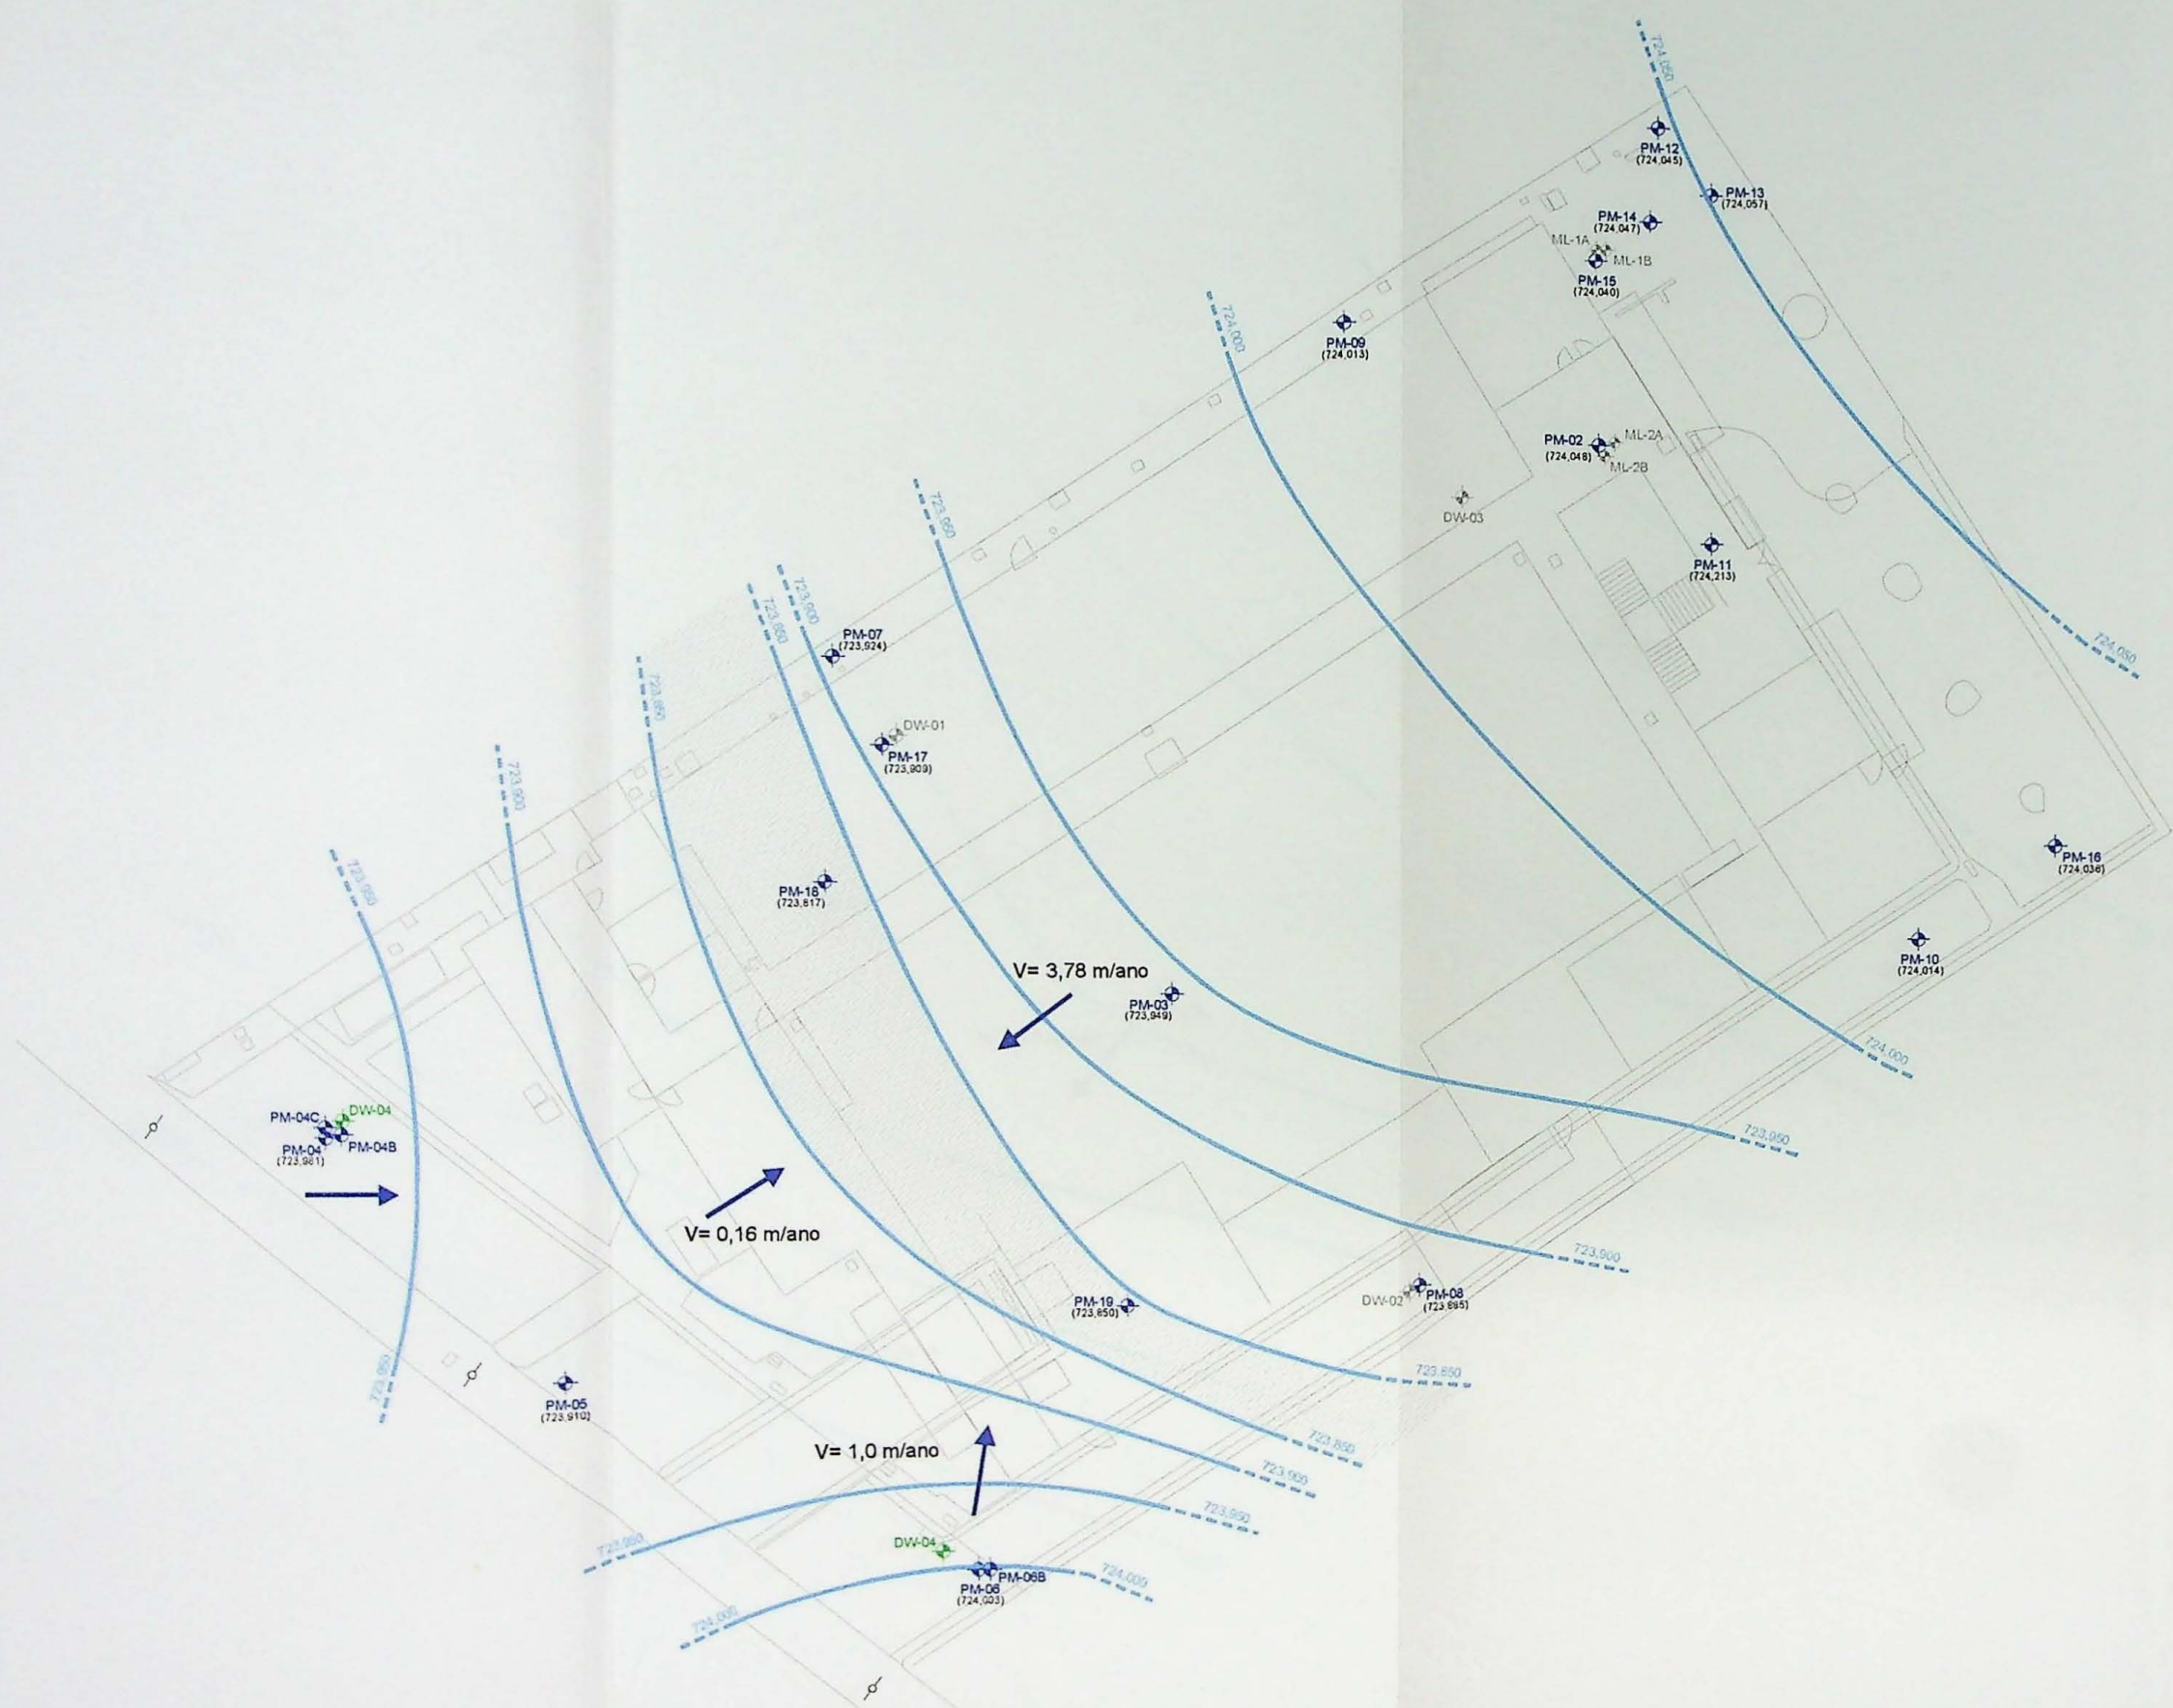 724,050
PM-12
(724,045)
PM-13
(724,057)
PM-14
(724,047)
ML-1A
ML-1B
PM-15
(724,040)
724,000
PM-09
(724,013)
PM-02
(724,048)
ML-2A
ML-2B
723,950
DW-03
PM-11
(724,213)
723,900
723,850
PM-07
(723,924)
724,050
723,850
DW-01
PM-17
(723,909)
723,900
PM-16
(724,036)
723,950
PM-18
(723,817)
PM-10
(724,014)
V= 3,78 m/ano
PM-03
(723,949)
724,000
PM-04C
DW-04
PM-04
PM-04B
(723,981)
723,950
V= 0,16 m/ano
723,900
PM-19
(723,850)
DW-02
PM-08
(723,885)
723,950
723,850
PM-05
(723,910)
V= 1,0 m/ano
723,850
723,900
723,950
DW-04
723,950
PM-06B
PM-06
(724,003)
724,000
724,000